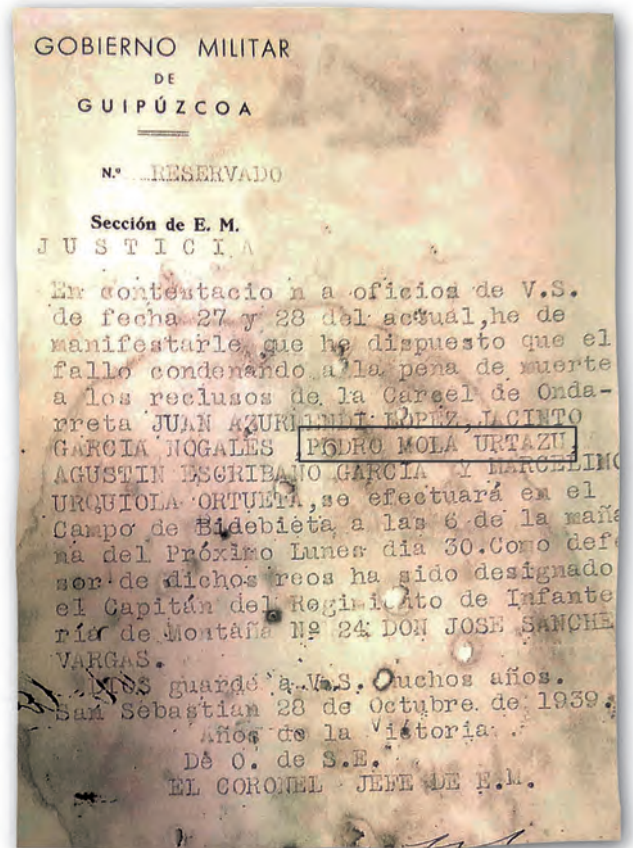 GOBIERNO MILITAR
DE
GUIPÚZCOA
N.º RESERVADO
Sección de E. M.
JUSTICIA
En contestacio n a oficios de V.S.
de fecha 27 y 28 del actual,he de
manifestarle que he dispuesto que el
fallo condenando a la pena de muerte
a los reclusos de la Carcel de Onda-
rreta JUAN AZURMENDI LOPEZ,JACINTO
GARCIA NOGALES PEDRO MOLA URTAZU,
AGUSTIN ESCRIBANO GARCIA Y MARCELINO
URQUIOLA ORTUETA,se efectuará en el
Campo de Bidebieta a las 6 de la maña
na del Próximo Lunes dia 30.Como defe
sor de dichos reos ha sido designado
el Capitán del Regimiento de Infante
ría de Montaña Nº 24 DON JOSE SANCHE
VARGAS.
Dios guarde a V.S. muchos años.
San Sebastian 28 de Octubre de 1939.
Años de la Victoria.
De O. de S.E.
EL CORONEL JEFE DE E.M.